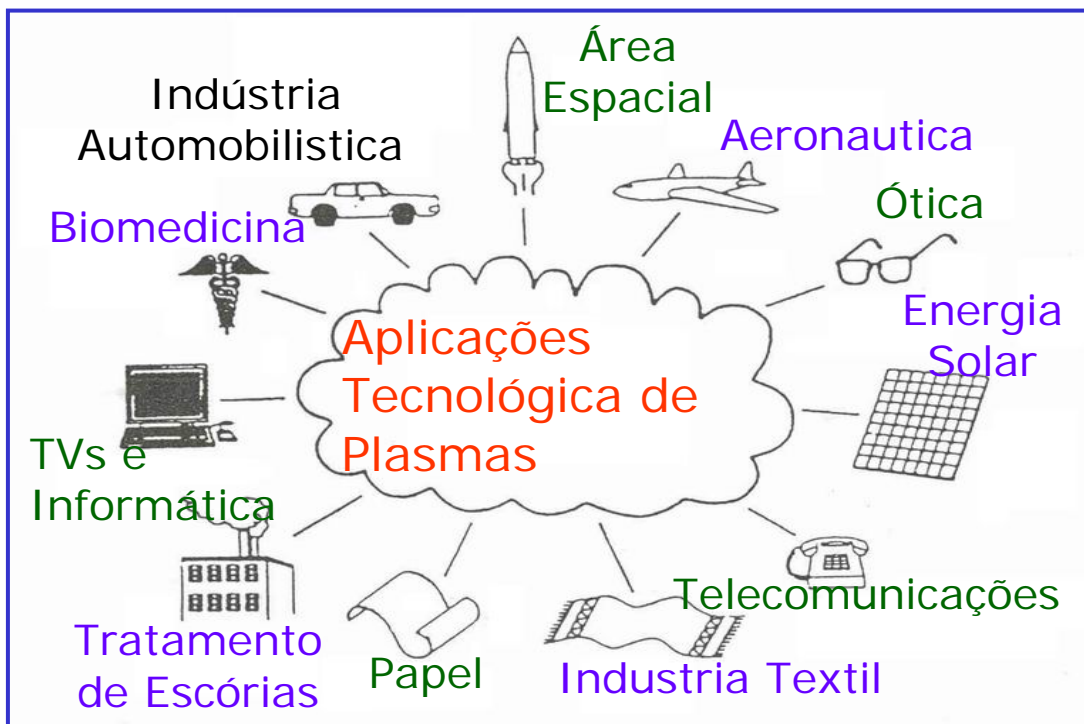 Área
Espacial
Indústria
Automobilistica
Aeronautica
Ótica
Biomedicina
Energia
Solar
Aplicações
Tecnológica de
Plasmas
TVs e
Informática
Telecomunicações
Tratamento
de Escórias
Papel
Industria Textil